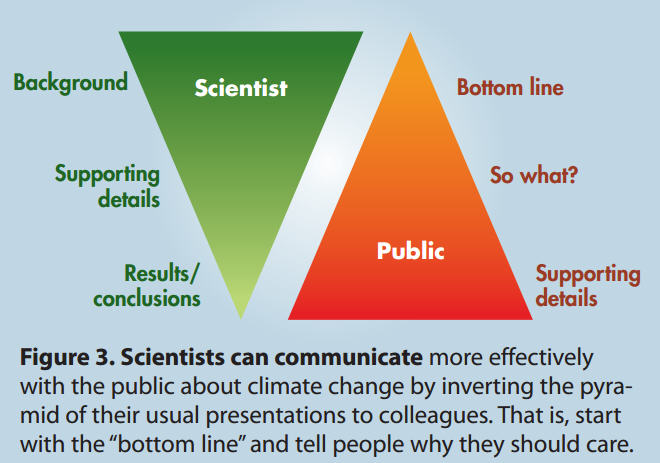 Background
Scientist
Supporting
details
Results/
conclusions
Bottom line
So what?
Public
Supporting
details
Figure 3. Scientists can communicate more effectively
with the public about climate change by inverting the pyra-
mid of their usual presentations to colleagues. That is, start
with the “bottom line” and tell people why they should care.